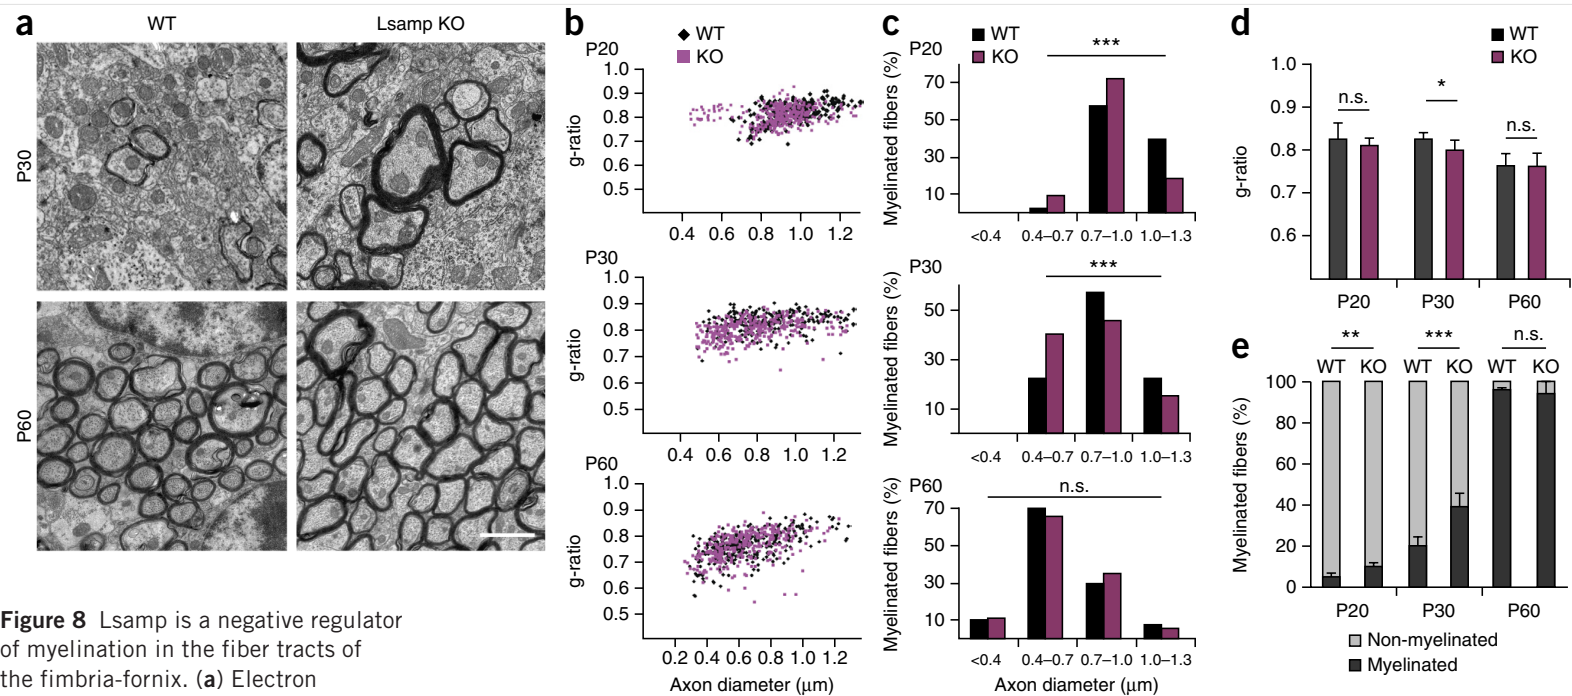 a
WT
Lsamp KO
P30
P60
Figure 8 Lsamp is a negative regulator
of myelination in the fiber tracts of
the fimbria-fornix. (a) Electron
b
WT
KO
P20
g-ratio
1.0
0.9
0.8
0.7
0.6
0.5
0.4 0.6 0.8 1.0 1.2
P30
g-ratio
1.0
0.9
0.8
0.7
0.6
0.5
0.4 0.6 0.8 1.0 1.2
P60
g-ratio
1.0
0.9
0.8
0.7
0.6
0.5
0.2 0.4 0.6 0.8 1.0 1.2
Axon diameter (μm)
c
WT
KO
P20
***
Myelinated fibers (%)
70
50
30
10
<0.4 0.4–0.7 0.7–1.0 1.0–1.3
P30
***
Myelinated fibers (%)
50
30
10
<0.4 0.4–0.7 0.7–1.0 1.0–1.3
P60
n.s.
Myelinated fibers (%)
70
50
30
10
<0.4 0.4–0.7 0.7–1.0 1.0–1.3
Axon diameter (μm)
d
WT
KO
g-ratio
1.0
0.9
0.8
0.7
0.6
n.s. * n.s.
P20 P30 P60
e
** *** n.s.
WT KO WT KO WT KO
Myelinated fibers (%)
100
80
60
40
20
0
P20 P30 P60
Non-myelinated
Myelinated